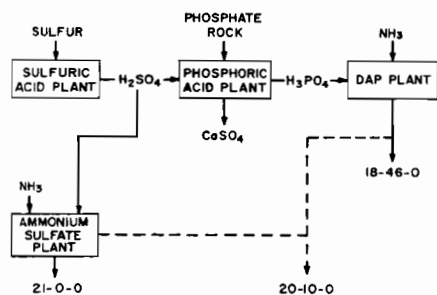 SULFUR
PHOSPHATE
ROCK
NH₃
SULFURIC
ACID PLANT
H₂SO₄
PHOSPHORIC
ACID PLANT
H₃PO₄
DAP PLANT
CaSO₄
18-46-0
NH₃
AMMONIUM
SULFATE
PLANT
21-0-0
20-10-0